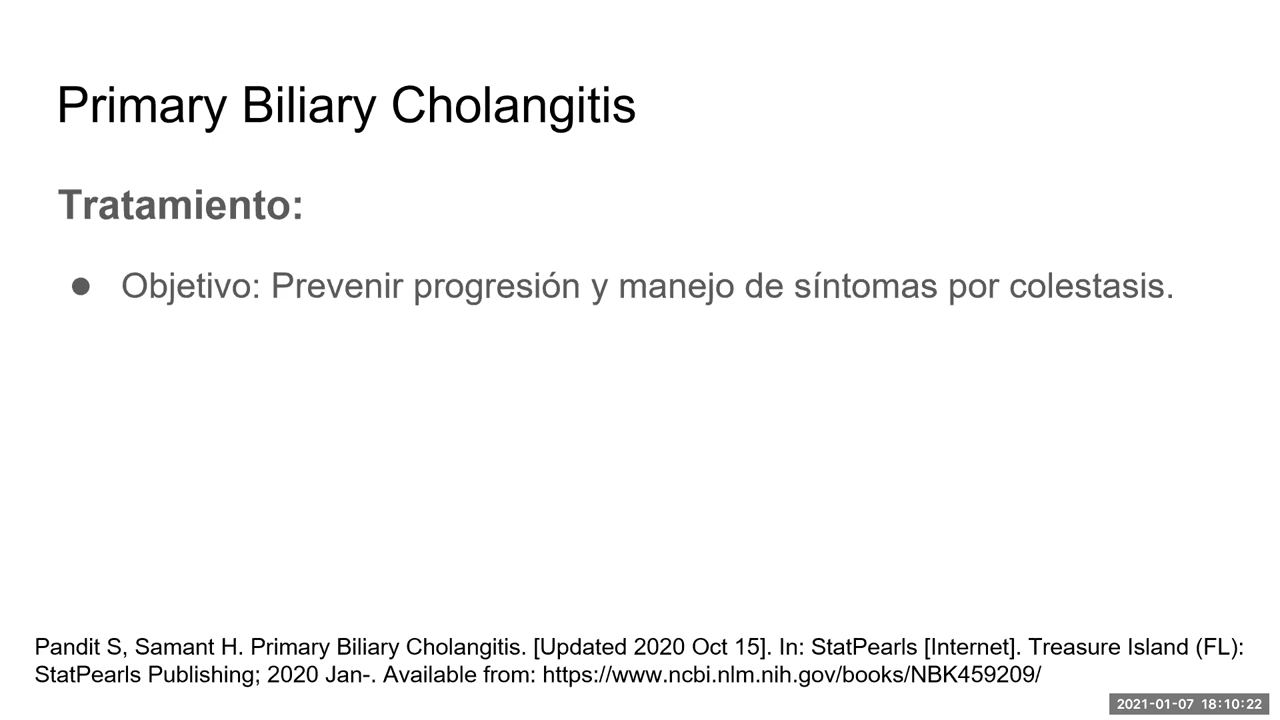 Primary Biliary Cholangitis
Tratamiento:
● Objetivo: Prevenir progresión y manejo de síntomas por colestasis.
Pandit S, Samant H. Primary Biliary Cholangitis. [Updated 2020 Oct 15]. In: StatPearls [Internet]. Treasure Island (FL):
StatPearls Publishing; 2020 Jan-. Available from: https://www.ncbi.nlm.nih.gov/books/NBK459209/
2021-01-07 18:10:22